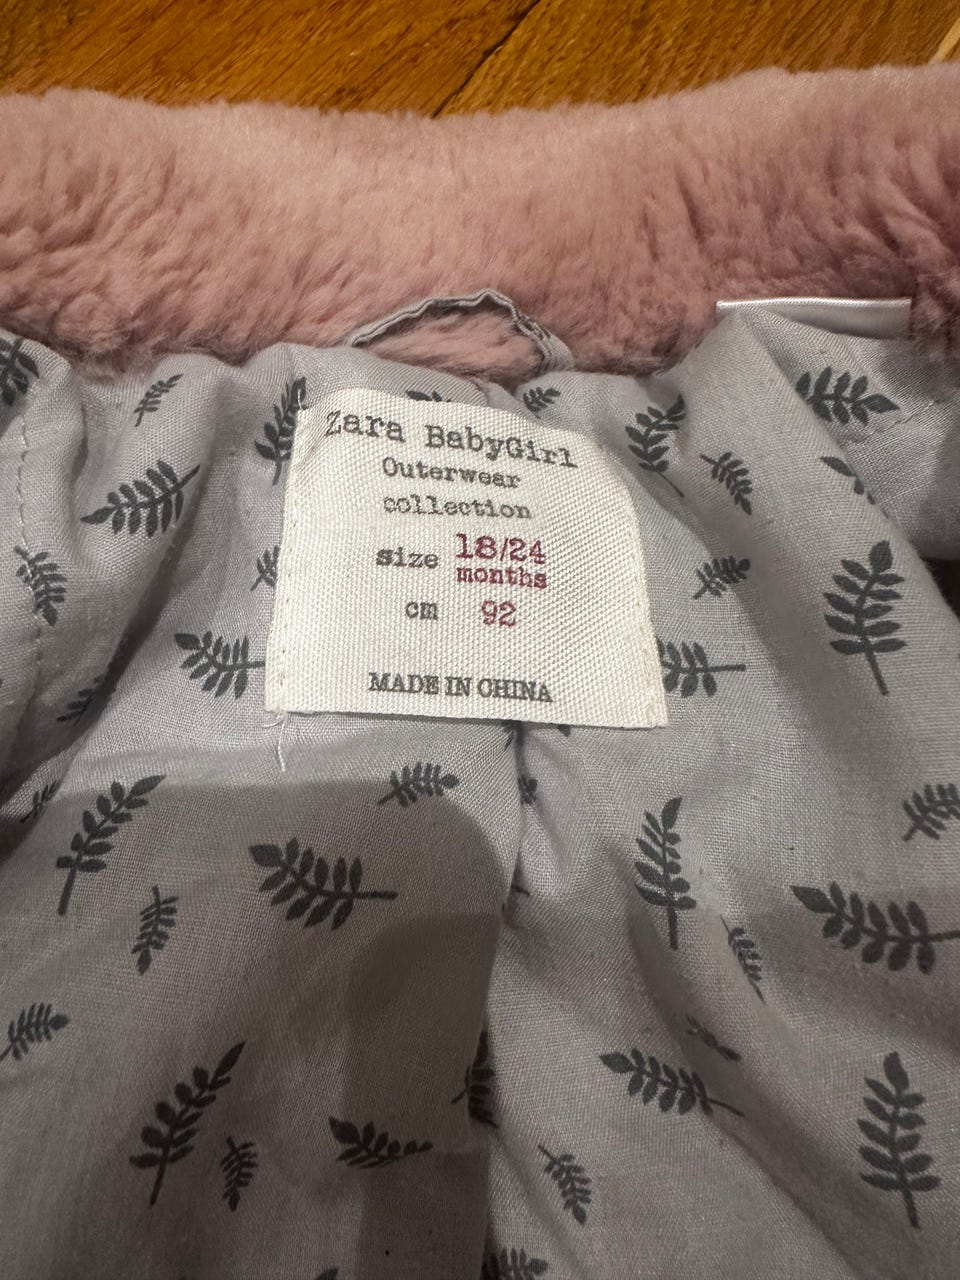 Zara BabyGirl
Outerwear
collection
size 18/24
months
cm 92
MADE IN CHINA